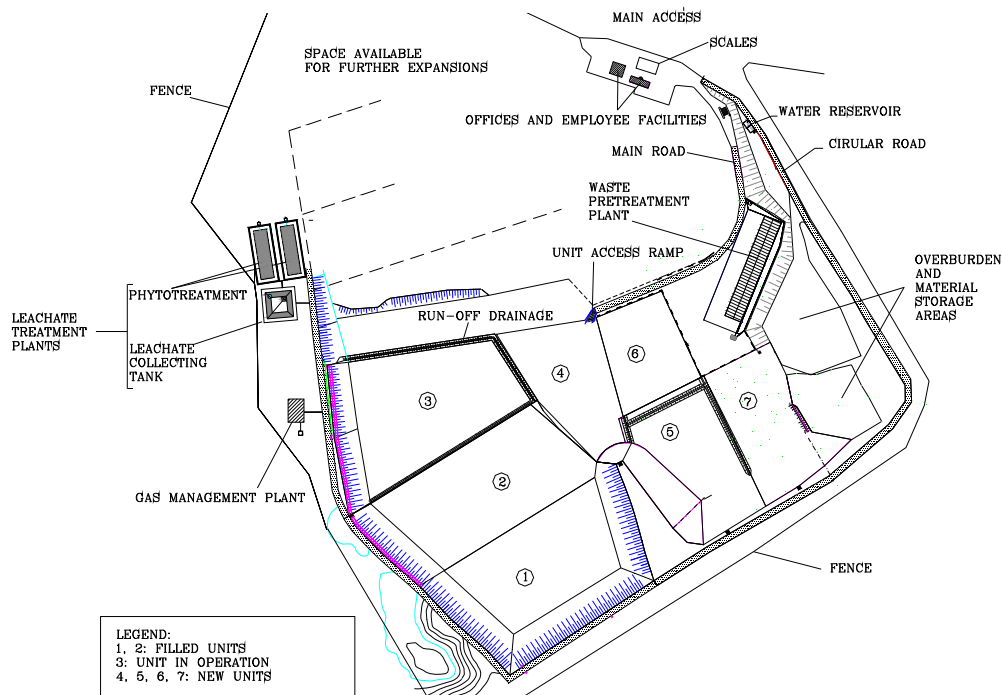 MAIN ACCESS
SCALES
SPACE AVAILABLE
FOR FURTHER EXPANSIONS
FENCE
OFFICES AND EMPLOYEE FACILITIES
WATER RESERVOIR
MAIN ROAD
CIRULAR ROAD
WASTE
PRETREATMENT
PLANT
UNIT ACCESS RAMP
OVERBURDEN
AND
MATERIAL
STORAGE
AREAS
PHYTOTREATMENT
LEACHATE
TREATMENT
PLANTS
LEACHATE
COLLECTING
TANK
RUN-OFF DRAINAGE
6
4
3
7
5
2
1
GAS MANAGEMENT PLANT
FENCE
LEGEND:
1, 2: FILLED UNITS
3: UNIT IN OPERATION
4, 5, 6, 7: NEW UNITS